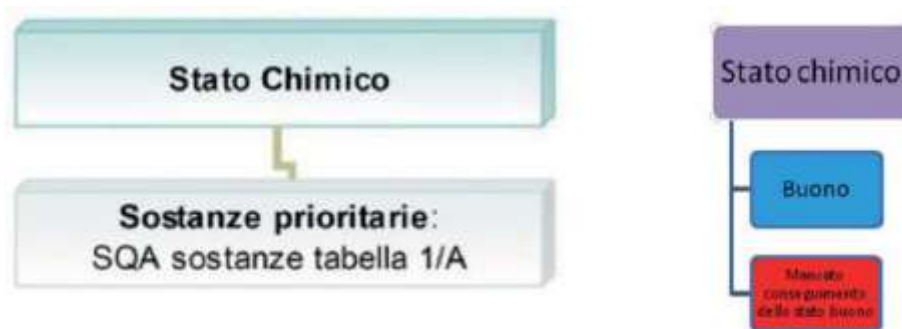 Stato Chimico
Sostanze prioritarie:
SQA sostanze tabella 1/A
Stato chimico
Buono
Mancato
conseguimento
dello stato buono